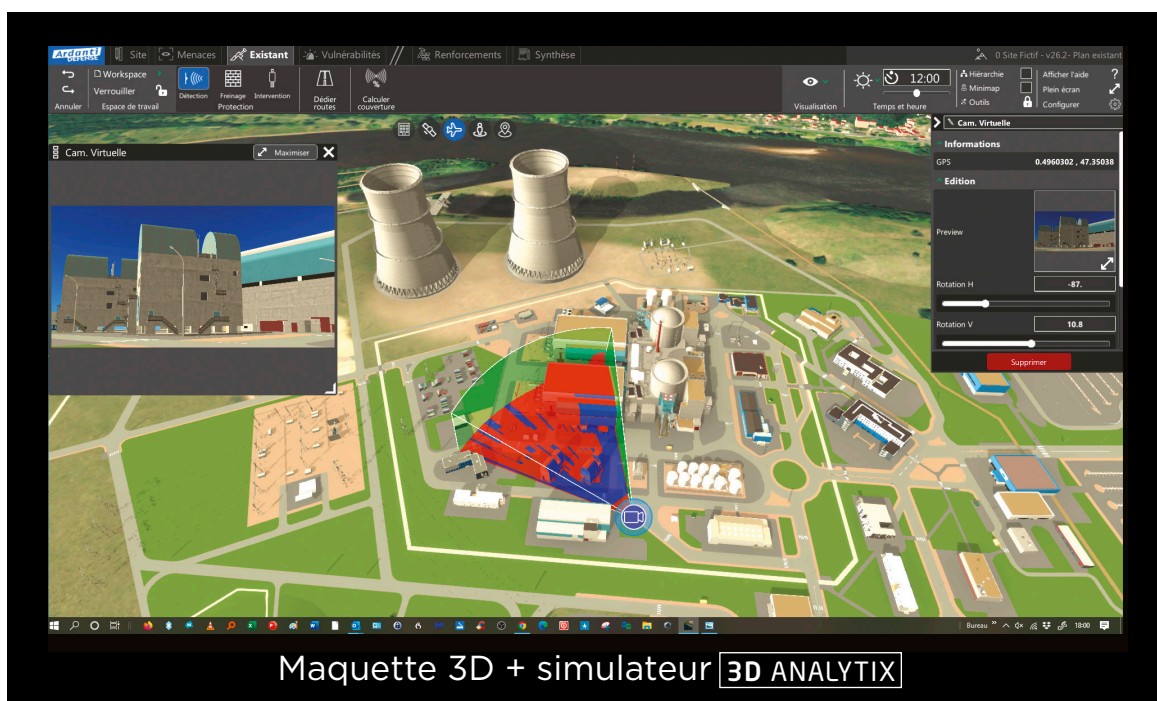 Ardanti DEFENSE
Site
Menaces
Existant
Vulnérabilités
Renforcements
Synthèse
0 Site Fictif - v26.2- Plan existant
Annuler
Workspace
Verrouiller
Espace de travail
Détection
Freinage
Intervention
Protection
Dédier routes
Calculer couverture
Visualisation
12:00
Temps et heure
Hiérarchie
Minimap
Outils
Afficher l'aide ?
Plein écran
Configurer
Cam. Virtuelle
Maximiser
Cam. Virtuelle
Informations
GPS 0.4960302 , 47.35038
Edition
Preview
Rotation H -87.
Rotation V 10.8
Supprimer
Bureau
18:00
Maquette 3D + simulateur 3D ANALYTIX